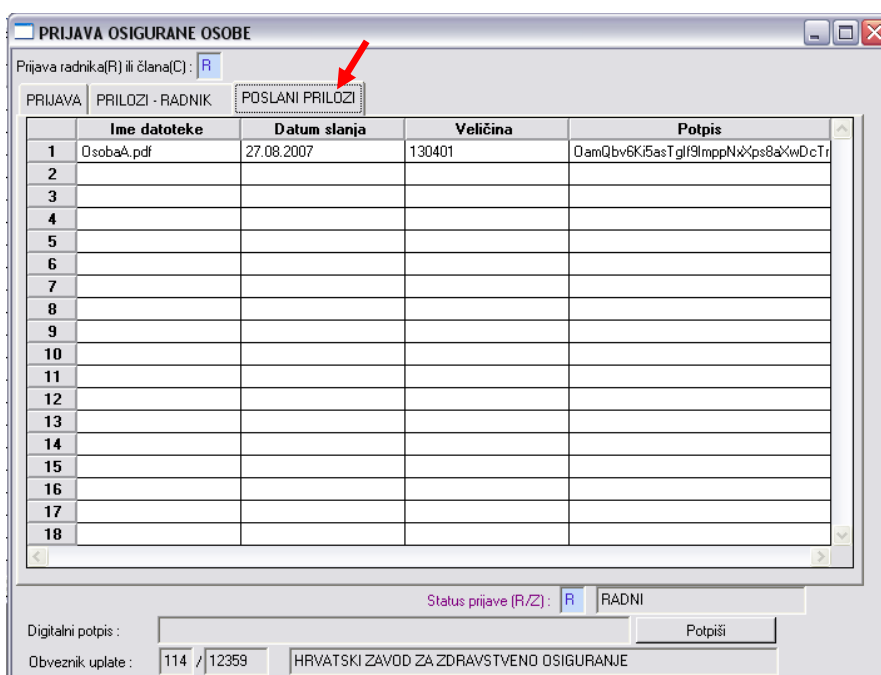 PRIJAVA OSIGURANE OSOBE
Prijava radnika(R) ili člana(C) : R
PRIJAVA PRILOZI - RADNIK POSLANI PRILOZI
Ime datoteke Datum slanja Veličina Potpis
1 OsobaA.pdf 27.08.2007 130401
2
3
4
5
6
7
8
9
10
11
12
13
14
15
16
17
18
Status prijave (R/Z) : R RADNI
Digitalni potpis : Potpiši
Obveznik uplate : 114 / 12359 HRVATSKI ZAVOD ZA ZDRAVSTVENO OSIGURANJE